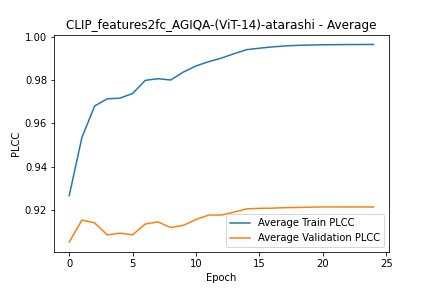 CLIP_features2fc_AGIQA-(ViT-14)-atarashi - Average
1.00
0.98
0.96
0.94
0.92
PLCC
Average Train PLCC
Average Validation PLCC
0 5 10 15 20 25
Epoch